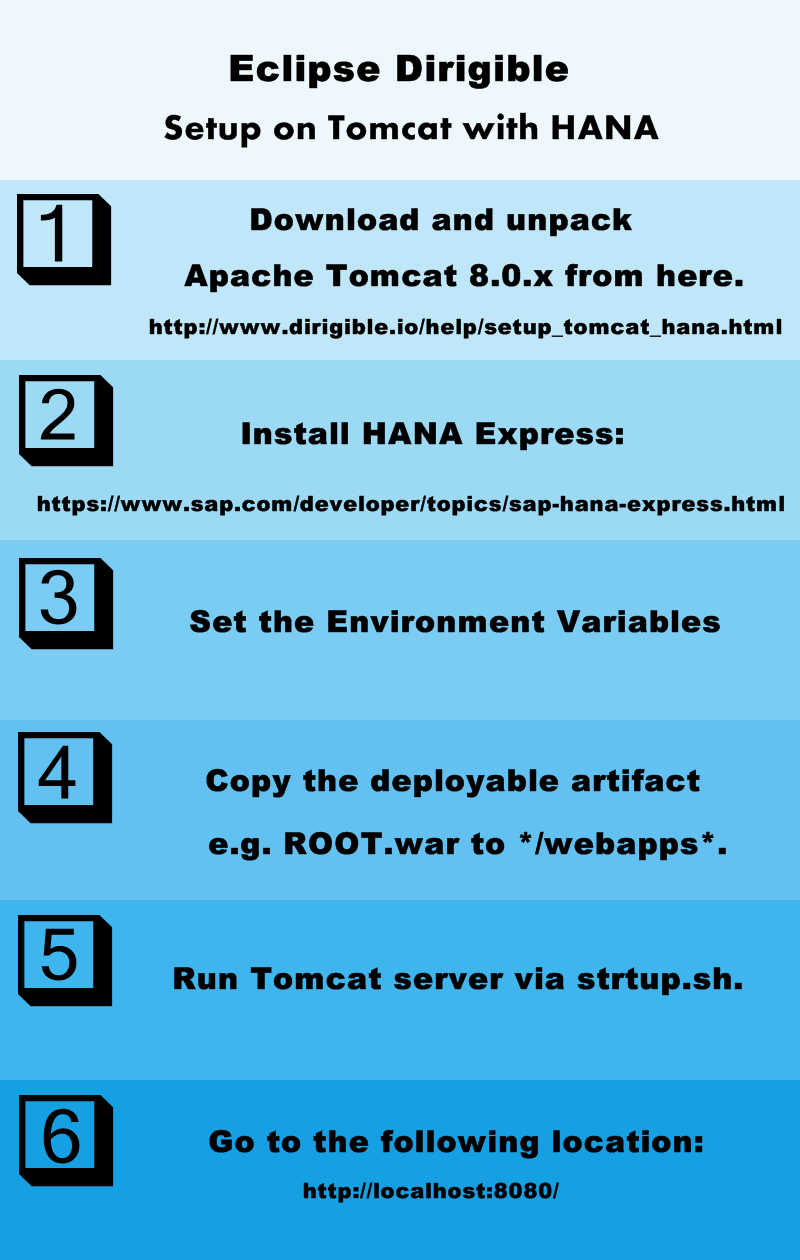 Eclipse Dirigible
Setup on Tomcat with HANA
1
Download and unpack
Apache Tomcat 8.0.x from here.
http://www.dirigible.io/help/setup_tomcat_hana.html
2
Install HANA Express:
https://www.sap.com/developer/topics/sap-hana-express.html
3
Set the Environment Variables
4
Copy the deployable artifact
e.g. ROOT.war to */webapps*.
5
Run Tomcat server via strtup.sh.
6
Go to the following location:
http://localhost:8080/